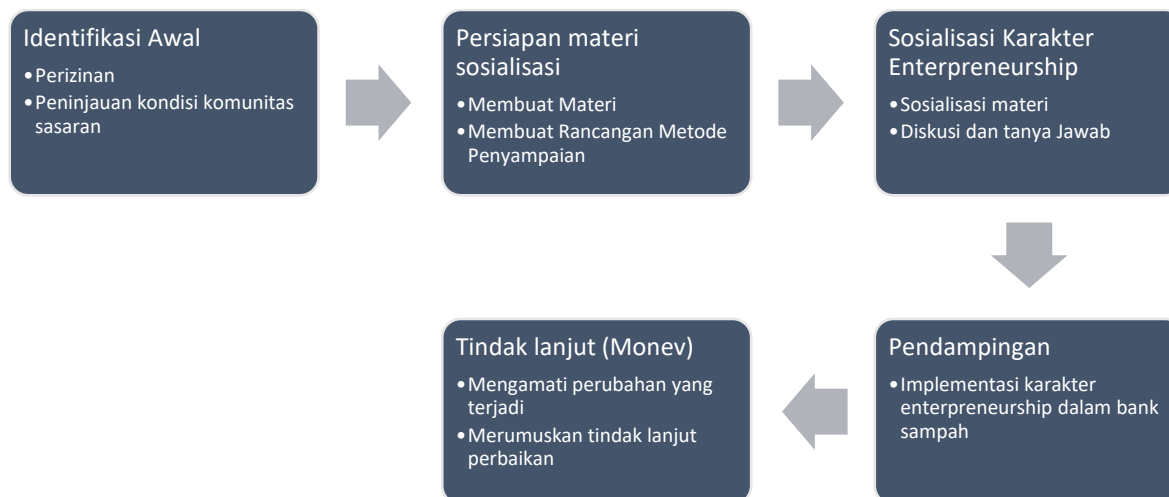 Identifikasi Awal
•Perizinan
•Peninjauan kondisi komunitas
sasaran
Persiapan materi
sosialisasi
•Membuat Materi
•Membuat Rancangan Metode
Penyampaian
Sosialisasi Karakter
Enterpreneurship
•Sosialisasi materi
•Diskusi dan tanya Jawab
Pendampingan
•Implementasi karakter
enterpreneurship dalam bank
sampah
Tindak lanjut (Monev)
•Mengamati perubahan yang
terjadi
•Merumuskan tindak lanjut
perbaikan